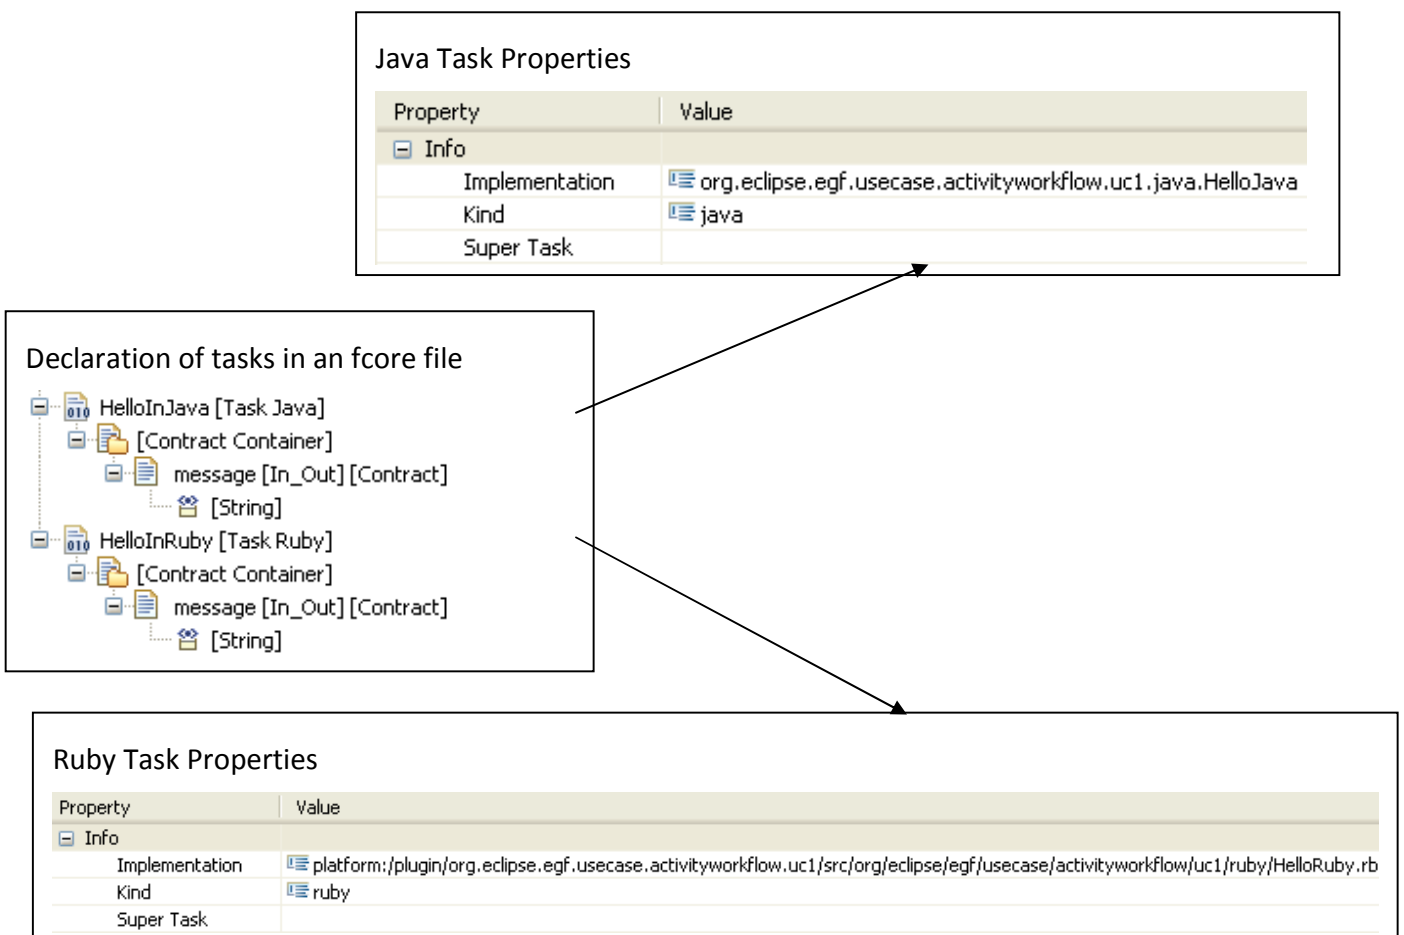 Java Task Properties
Property Value
Info
Implementation org.eclipse.egf.usecase.activityworkflow.uc1.java.HelloJava
Kind java
Super Task
Declaration of tasks in an fcore file
010 HelloInJava [Task Java]
[Contract Container]
message [In_Out] [Contract]
[String]
010 HelloInRuby [Task Ruby]
[Contract Container]
message [In_Out] [Contract]
[String]
Ruby Task Properties
Property Value
Info
Implementation platform:/plugin/org.eclipse.egf.usecase.activityworkflow.uc1/src/org/eclipse/egf/usecase/activityworkflow/uc1/ruby/HelloRuby.rb
Kind ruby
Super Task